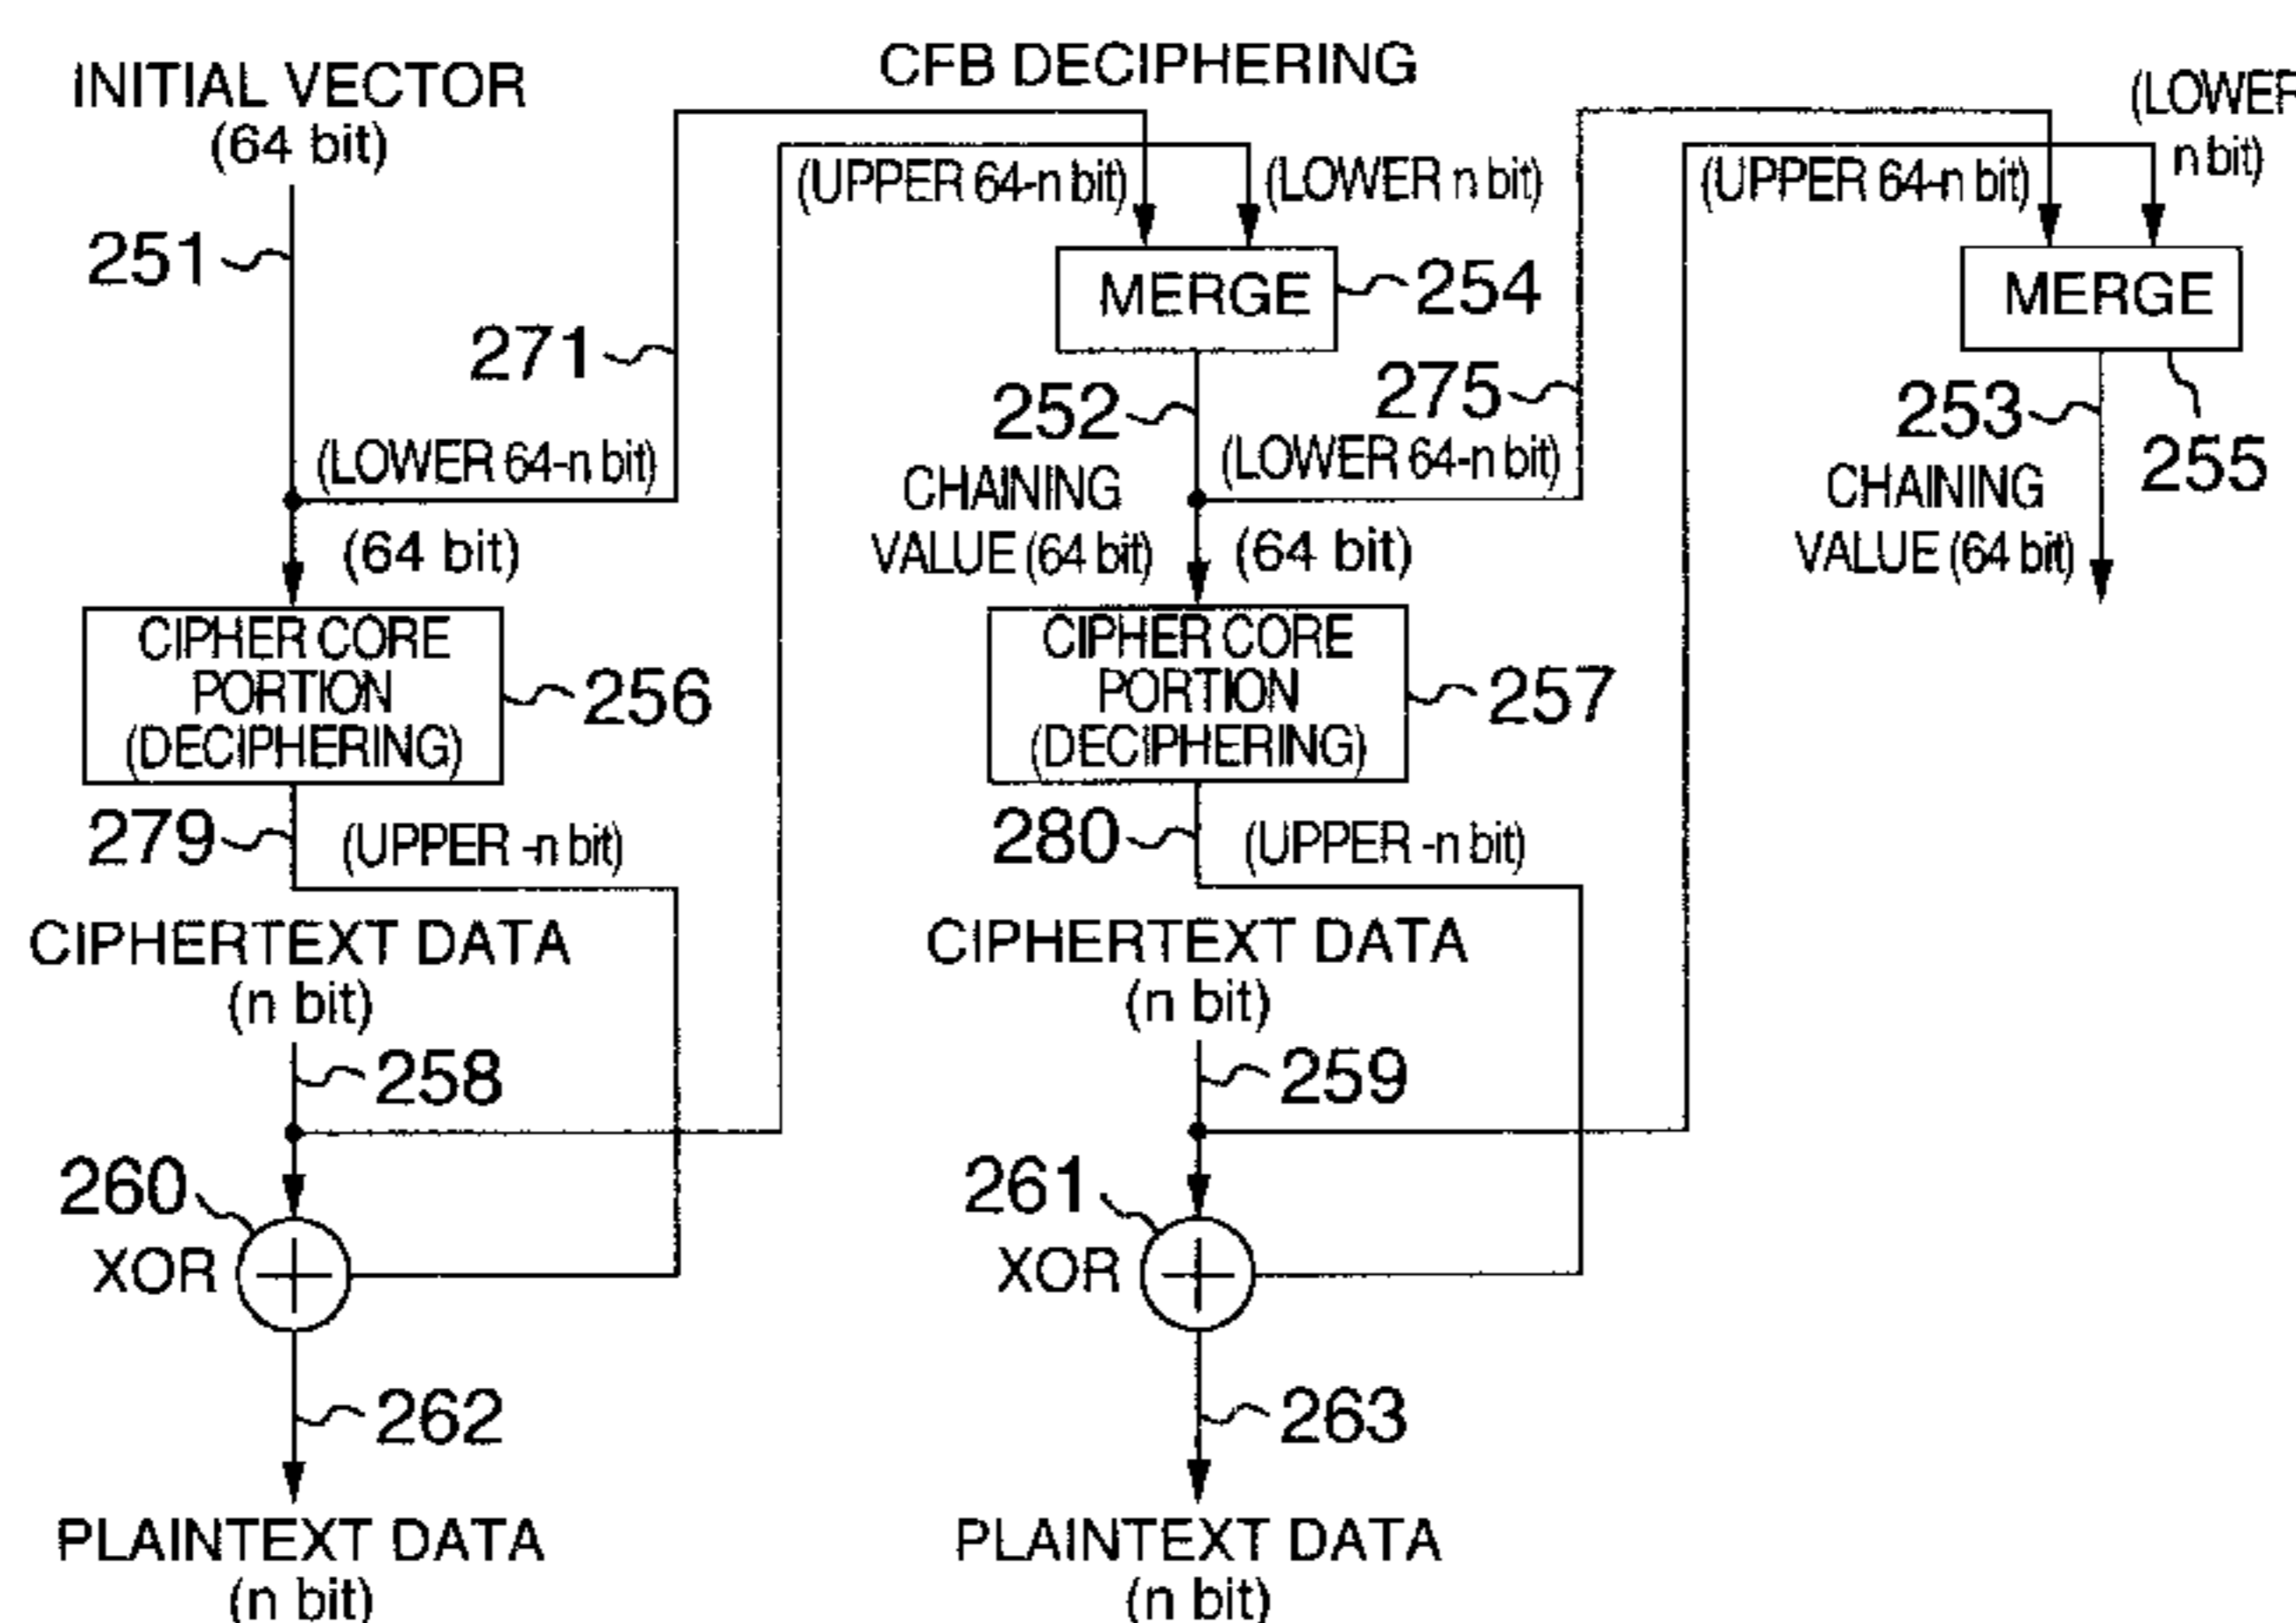 CFB DECIPHERING
INITIAL VECTOR
(64 bit)
251
271
(LOWER 64-n bit)
(64 bit)
CIPHER CORE
PORTION
(DECIPHERING)
256
279
(UPPER -n bit)
CIPHERTEXT DATA
(n bit)
258
260
XOR
262
PLAINTEXT DATA
(n bit)
(UPPER 64-n bit)
(LOWER n bit)
MERGE
254
252
275
CHAINING
VALUE (64 bit)
(LOWER 64-n bit)
(64 bit)
CIPHER CORE
PORTION
(DECIPHERING)
257
280
(UPPER -n bit)
CIPHERTEXT DATA
(n bit)
259
261
XOR
263
PLAINTEXT DATA
(n bit)
(UPPER 64-n bit)
(LOWER
n bit)
MERGE
253
255
CHAINING
VALUE (64 bit)